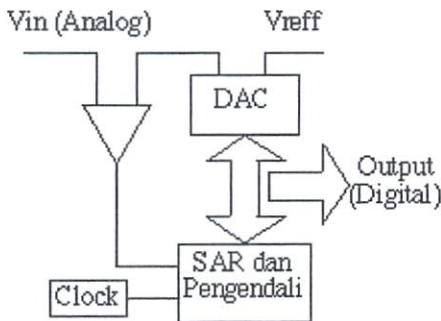 Vin (Analog)
Vreff
DAC
Output
(Digital)
SAR dan
Pengendali
Clock